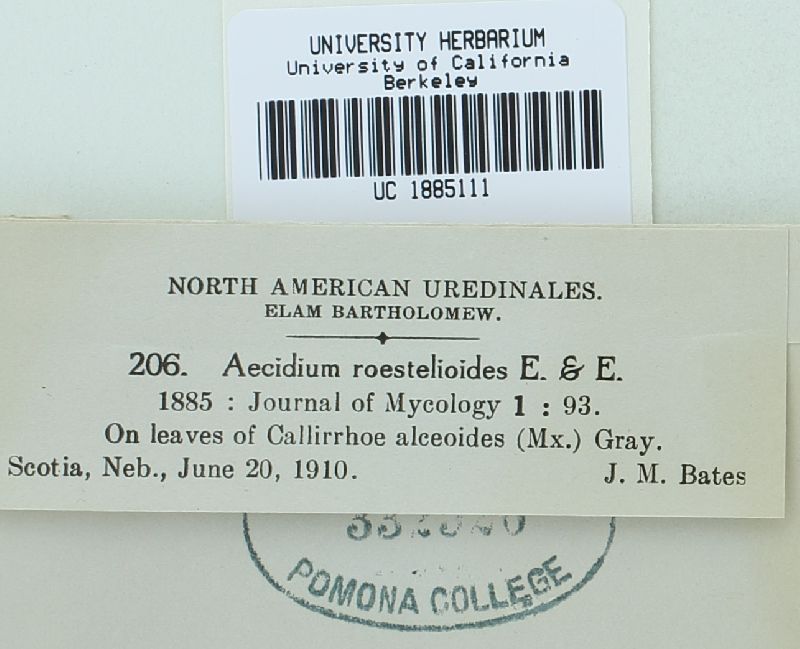 UNIVERSITY HERBARIUM
University of California
Berkeley
UC 1885111
NORTH AMERICAN UREDINALES.
ELAM BARTHOLOMEW.
206. Aecidium roestelioides E. & E.
1885 : Journal of Mycology 1 : 93.
On leaves of Callirrhoe alceoides (Mx.) Gray.
Scotia, Neb., June 20, 1910. J. M. Bates
POMONA COLLEGE